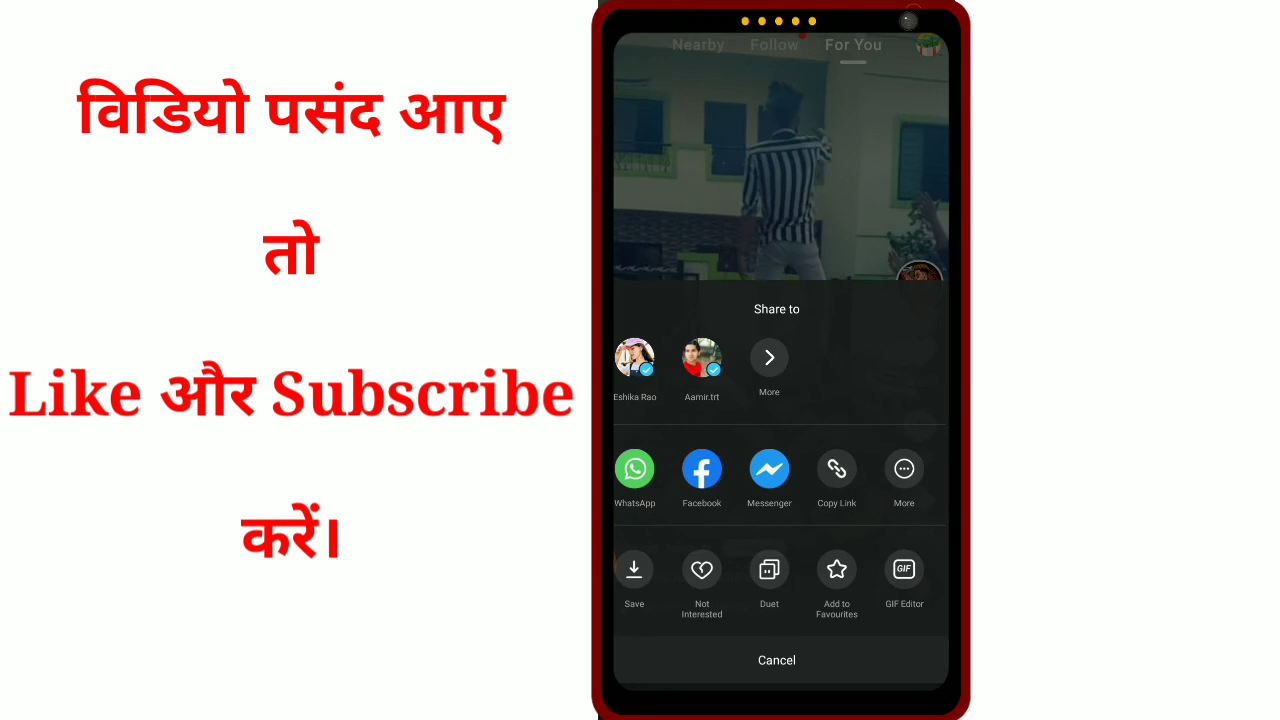 विडियो पसंद आए
तो
Like और Subscribe
करें।
Nearby Follow For You
Share to
Eshika Rao Aamir.trt More
WhatsApp Facebook Messenger Copy Link More
Save Not Interested Duet Add to Favourites GIF Editor
Cancel